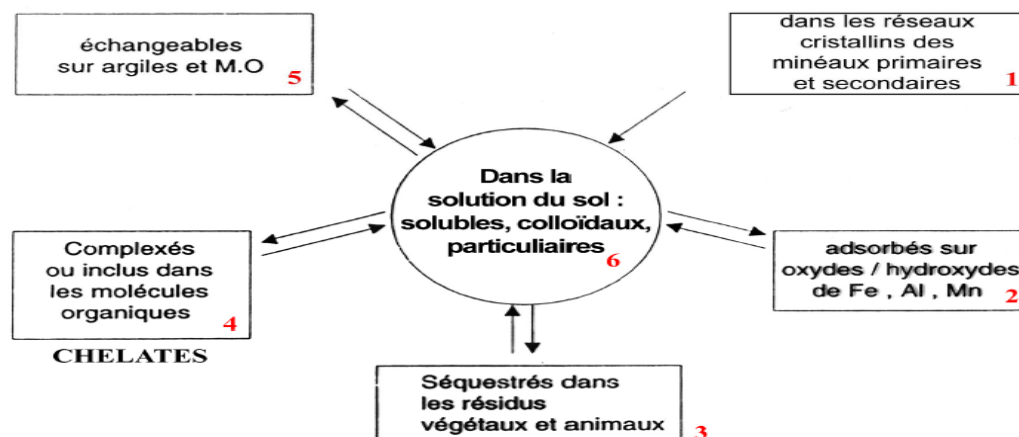 échangeables
sur argiles et M.O
5
dans les réseaux
cristallins des
minéaux primaires
et secondaires
1
Dans la
solution du sol :
solubles, colloïdaux,
particuliaires
6
Complexés
ou inclus dans
les molécules
organiques
4
CHELATES
adsorbés sur
oxydes / hydroxydes
de Fe , Al , Mn
2
Séquestrés dans
les résidus
végétaux et animaux
3